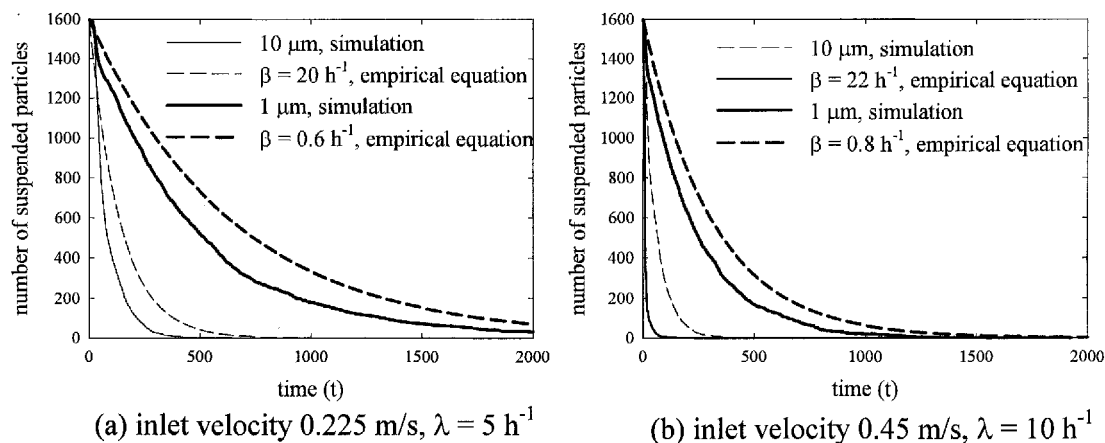 1600
1400
1200
1000
800
600
400
200
0
number of suspended particles
10 μm, simulation
β = 20 h⁻¹, empirical equation
1 μm, simulation
β = 0.6 h⁻¹, empirical equation
0 500 1000 1500 2000
time (t)
(a) inlet velocity 0.225 m/s, λ = 5 h⁻¹
1600
1400
1200
1000
800
600
400
200
0
number of suspended particles
10 μm, simulation
β = 22 h⁻¹, empirical equation
1 μm, simulation
β = 0.8 h⁻¹, empirical equation
0 500 1000 1500 2000
time (t)
(b) inlet velocity 0.45 m/s, λ = 10 h⁻¹